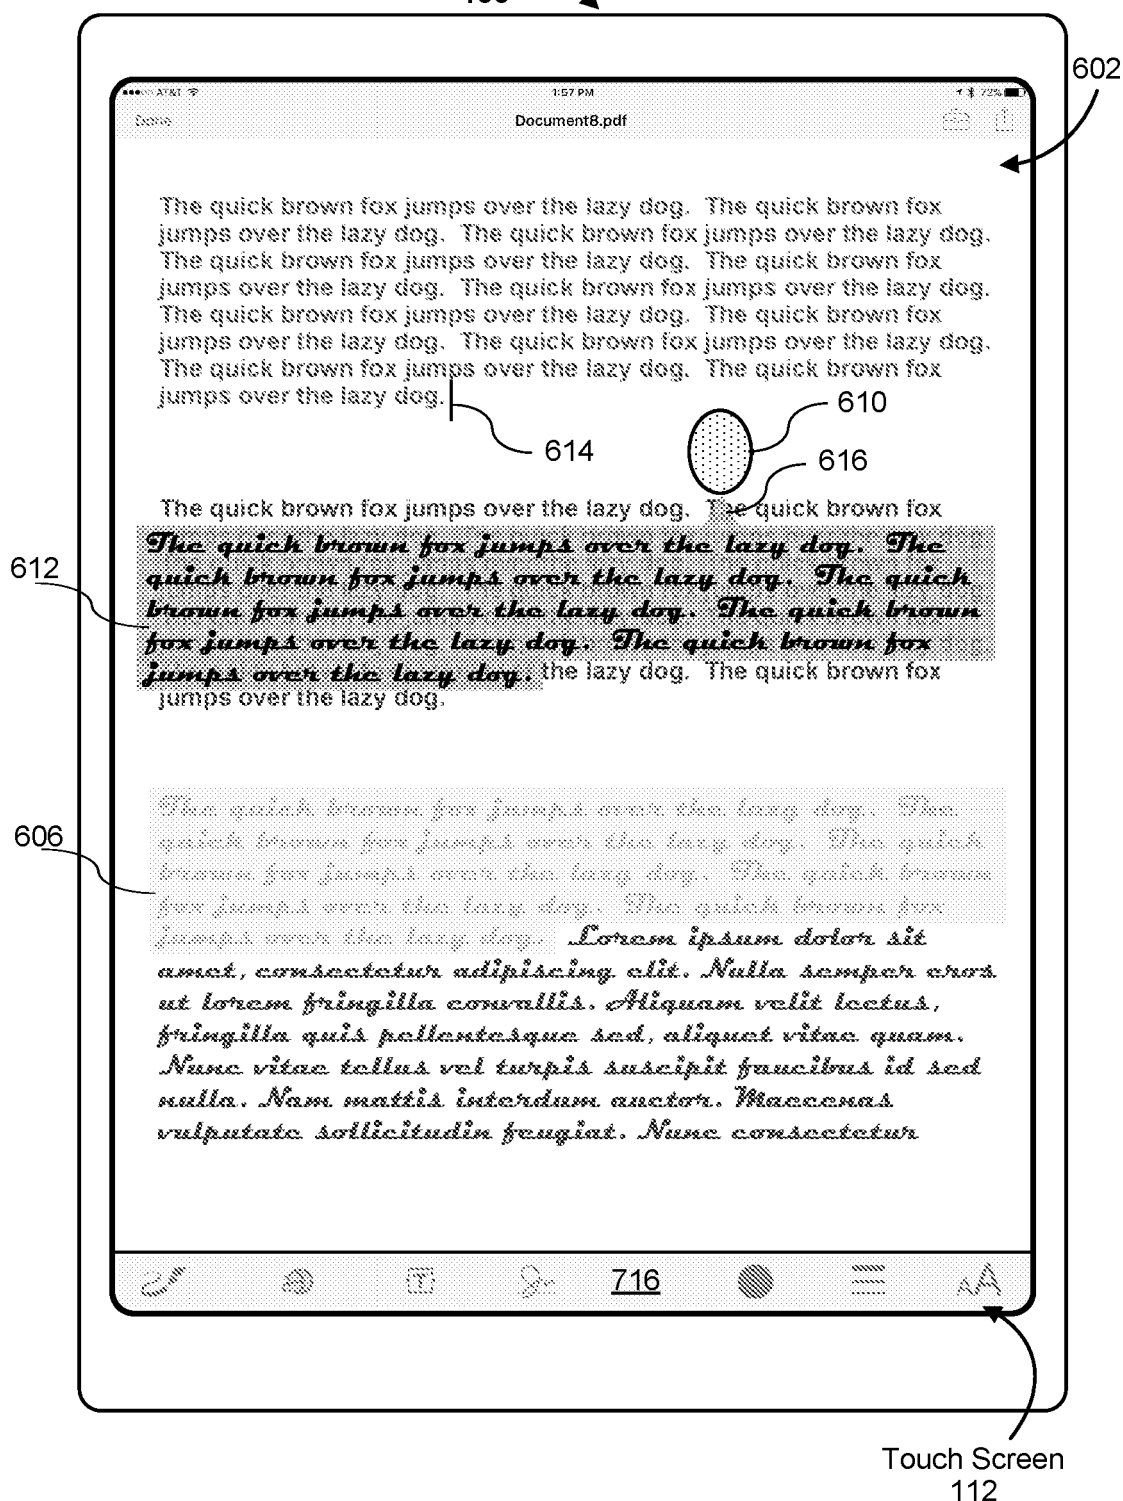 602
AT&T 1:57 PM 72%
Done Document8.pdf
The quick brown fox jumps over the lazy dog. The quick brown fox
jumps over the lazy dog. The quick brown fox jumps over the lazy dog.
The quick brown fox jumps over the lazy dog. The quick brown fox
jumps over the lazy dog. The quick brown fox jumps over the lazy dog.
The quick brown fox jumps over the lazy dog. The quick brown fox
jumps over the lazy dog. The quick brown fox jumps over the lazy dog.
The quick brown fox jumps over the lazy dog. The quick brown fox
jumps over the lazy dog.
610
614
616
The quick brown fox jumps over the lazy dog. The quick brown fox
The quick brown fox jumps over the lazy dog. The
612
quick brown fox jumps over the lazy dog. The quick
brown fox jumps over the lazy dog. The quick brown
fox jumps over the lazy dog. The quick brown fox
jumps over the lazy dog. the lazy dog. The quick brown fox
jumps over the lazy dog.
The quick brown fox jumps over the lazy dog. The
606
quick brown fox jumps over the lazy dog. The quick
brown fox jumps over the lazy dog. The quick brown
fox jumps over the lazy dog. The quick brown fox
jumps over the lazy dog. Lorem ipsum dolor sit
amet, consectetur adipiscing elit. Nulla semper eros
ut lorem fringilla convallis. Aliquam velit lectus,
fringilla quis pellentesque sed, aliquet vitae quam.
Nunc vitae tellus vel turpis suscipit faucibus id sed
nulla. Nam mattis interdum auctor. Maecenas
vulputate sollicitudin feugiat. Nunc consectetur
T 716 AA
Touch Screen
112